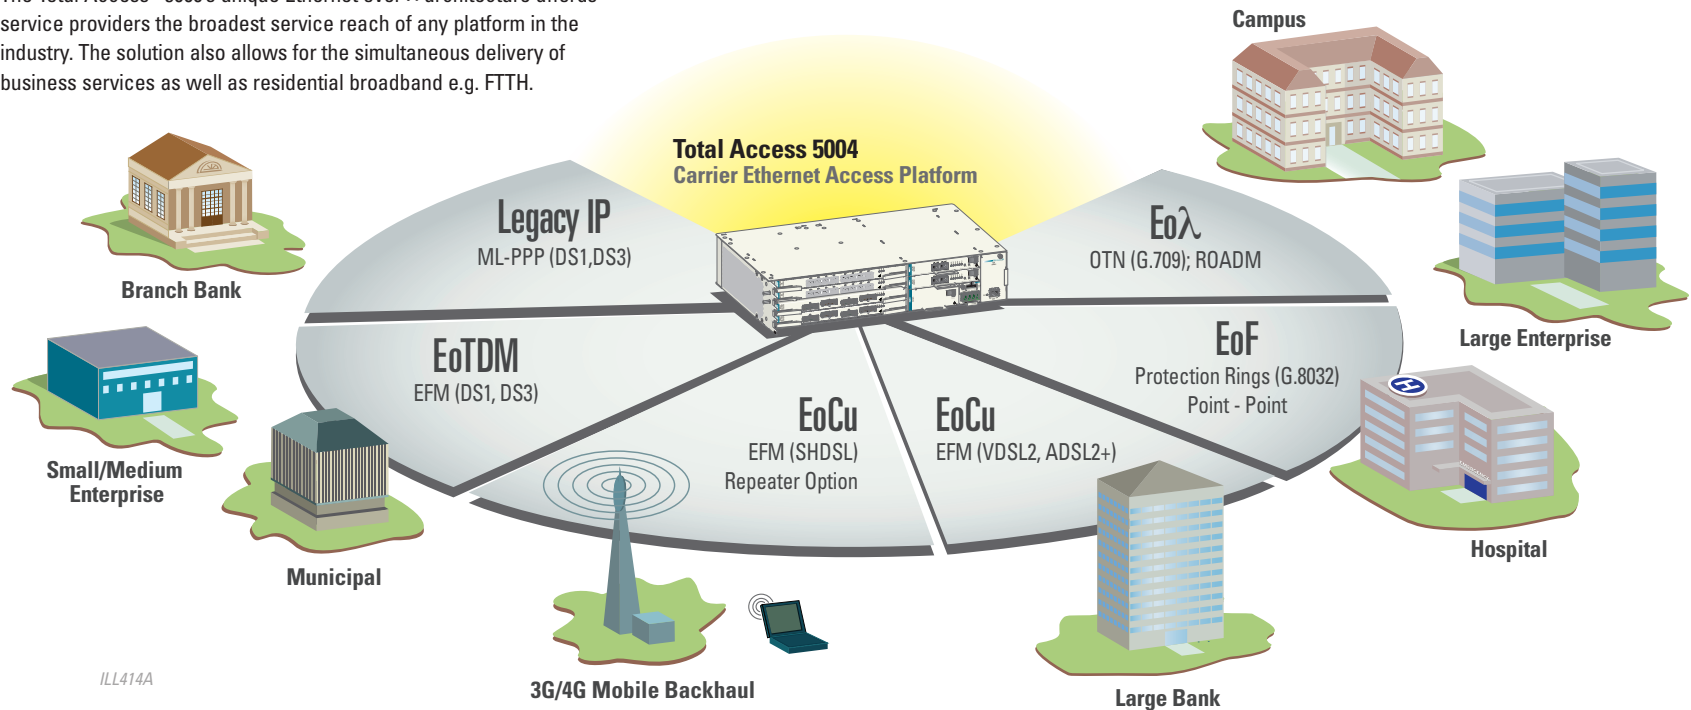 service providers the broadest service reach of any platform in the
industry. The solution also allows for the simultaneous delivery of
business services as well as residential broadband e.g. FTTH.
Campus
Total Access 5004
Carrier Ethernet Access Platform
Legacy IP
ML-PPP (DS1,DS3)
Eoλ
OTN (G.709); ROADM
Branch Bank
Large Enterprise
EoTDM
EFM (DS1, DS3)
EoF
Protection Rings (G.8032)
Point - Point
EoCu
EFM (SHDSL)
Repeater Option
EoCu
EFM (VDSL2, ADSL2+)
H
Small/Medium
Enterprise
Hospital
Municipal
3G/4G Mobile Backhaul
Large Bank
ILL414A